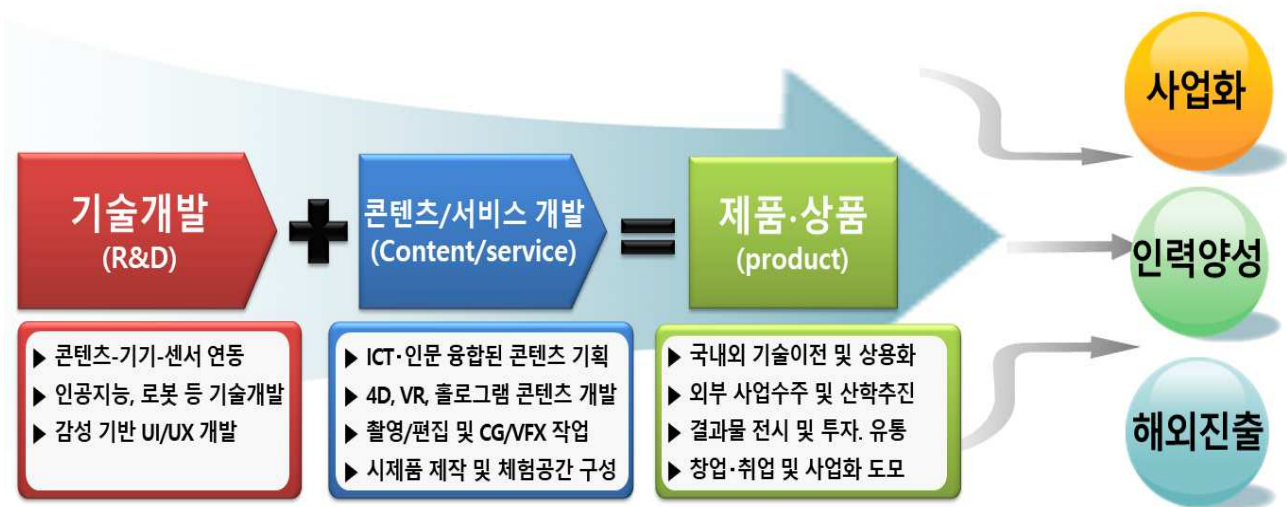 기술개발
(R&D)
+
콘텐츠/서비스 개발
(Content/service)
=
제품·상품
(product)
▶ 콘텐츠-기기-센서 연동
▶ 인공지능, 로봇 등 기술개발
▶ 감성 기반 UI/UX 개발
▶ ICT·인문 융합된 콘텐츠 기획
▶ 4D, VR, 홀로그램 콘텐츠 개발
▶ 촬영/편집 및 CG/VFX 작업
▶ 시제품 제작 및 체험공간 구성
▶ 국내외 기술이전 및 상용화
▶ 외부 사업수주 및 산학추진
▶ 결과물 전시 및 투자. 유통
▶ 창업·취업 및 사업화 도모
사업화
인력양성
해외진출